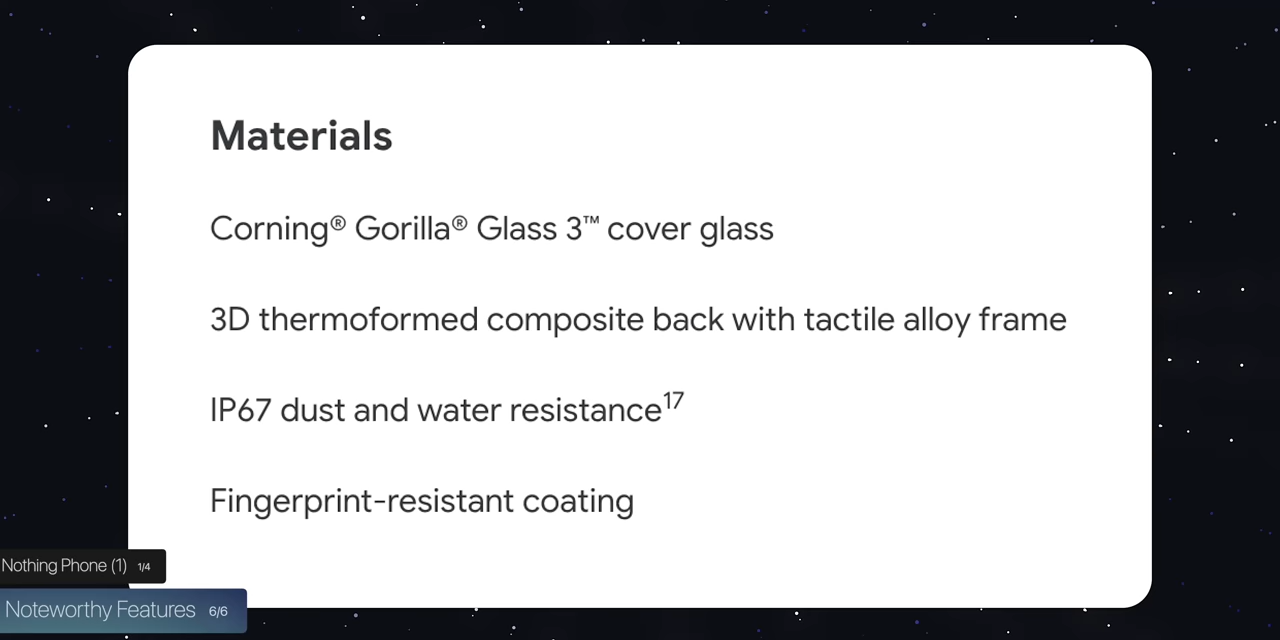 Materials
Corning® Gorilla® Glass 3™ cover glass
3D thermoformed composite back with tactile alloy frame
IP67 dust and water resistance¹⁷
Fingerprint-resistant coating
Nothing Phone (1) 1/4
Noteworthy Features 6/6